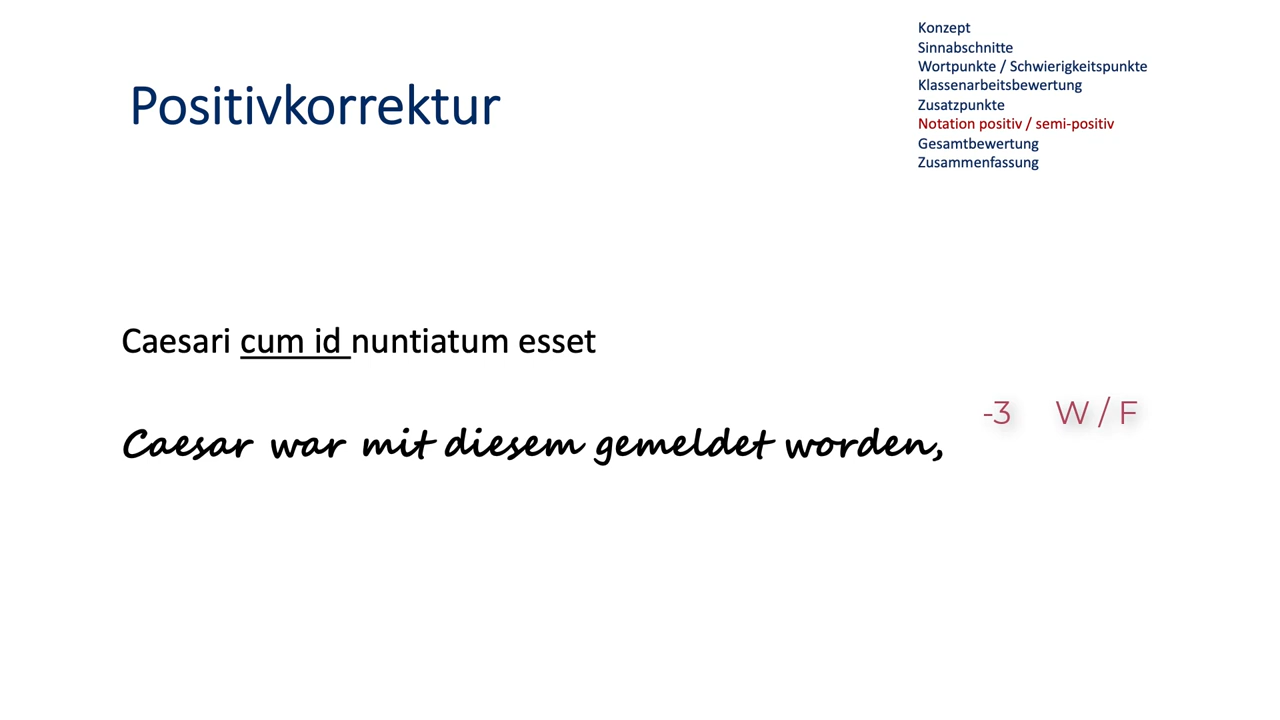 Konzept
Sinnabschnitte
Wortpunkte / Schwierigkeitspunkte
Klassenarbeitsbewertung
Zusatzpunkte
Notation positiv / semi-positiv
Gesamtbewertung
Zusammenfassung
Positivkorrektur
Caesari cum id nuntiatum esset
-3 W / F
Caesar war mit diesem gemeldet worden,